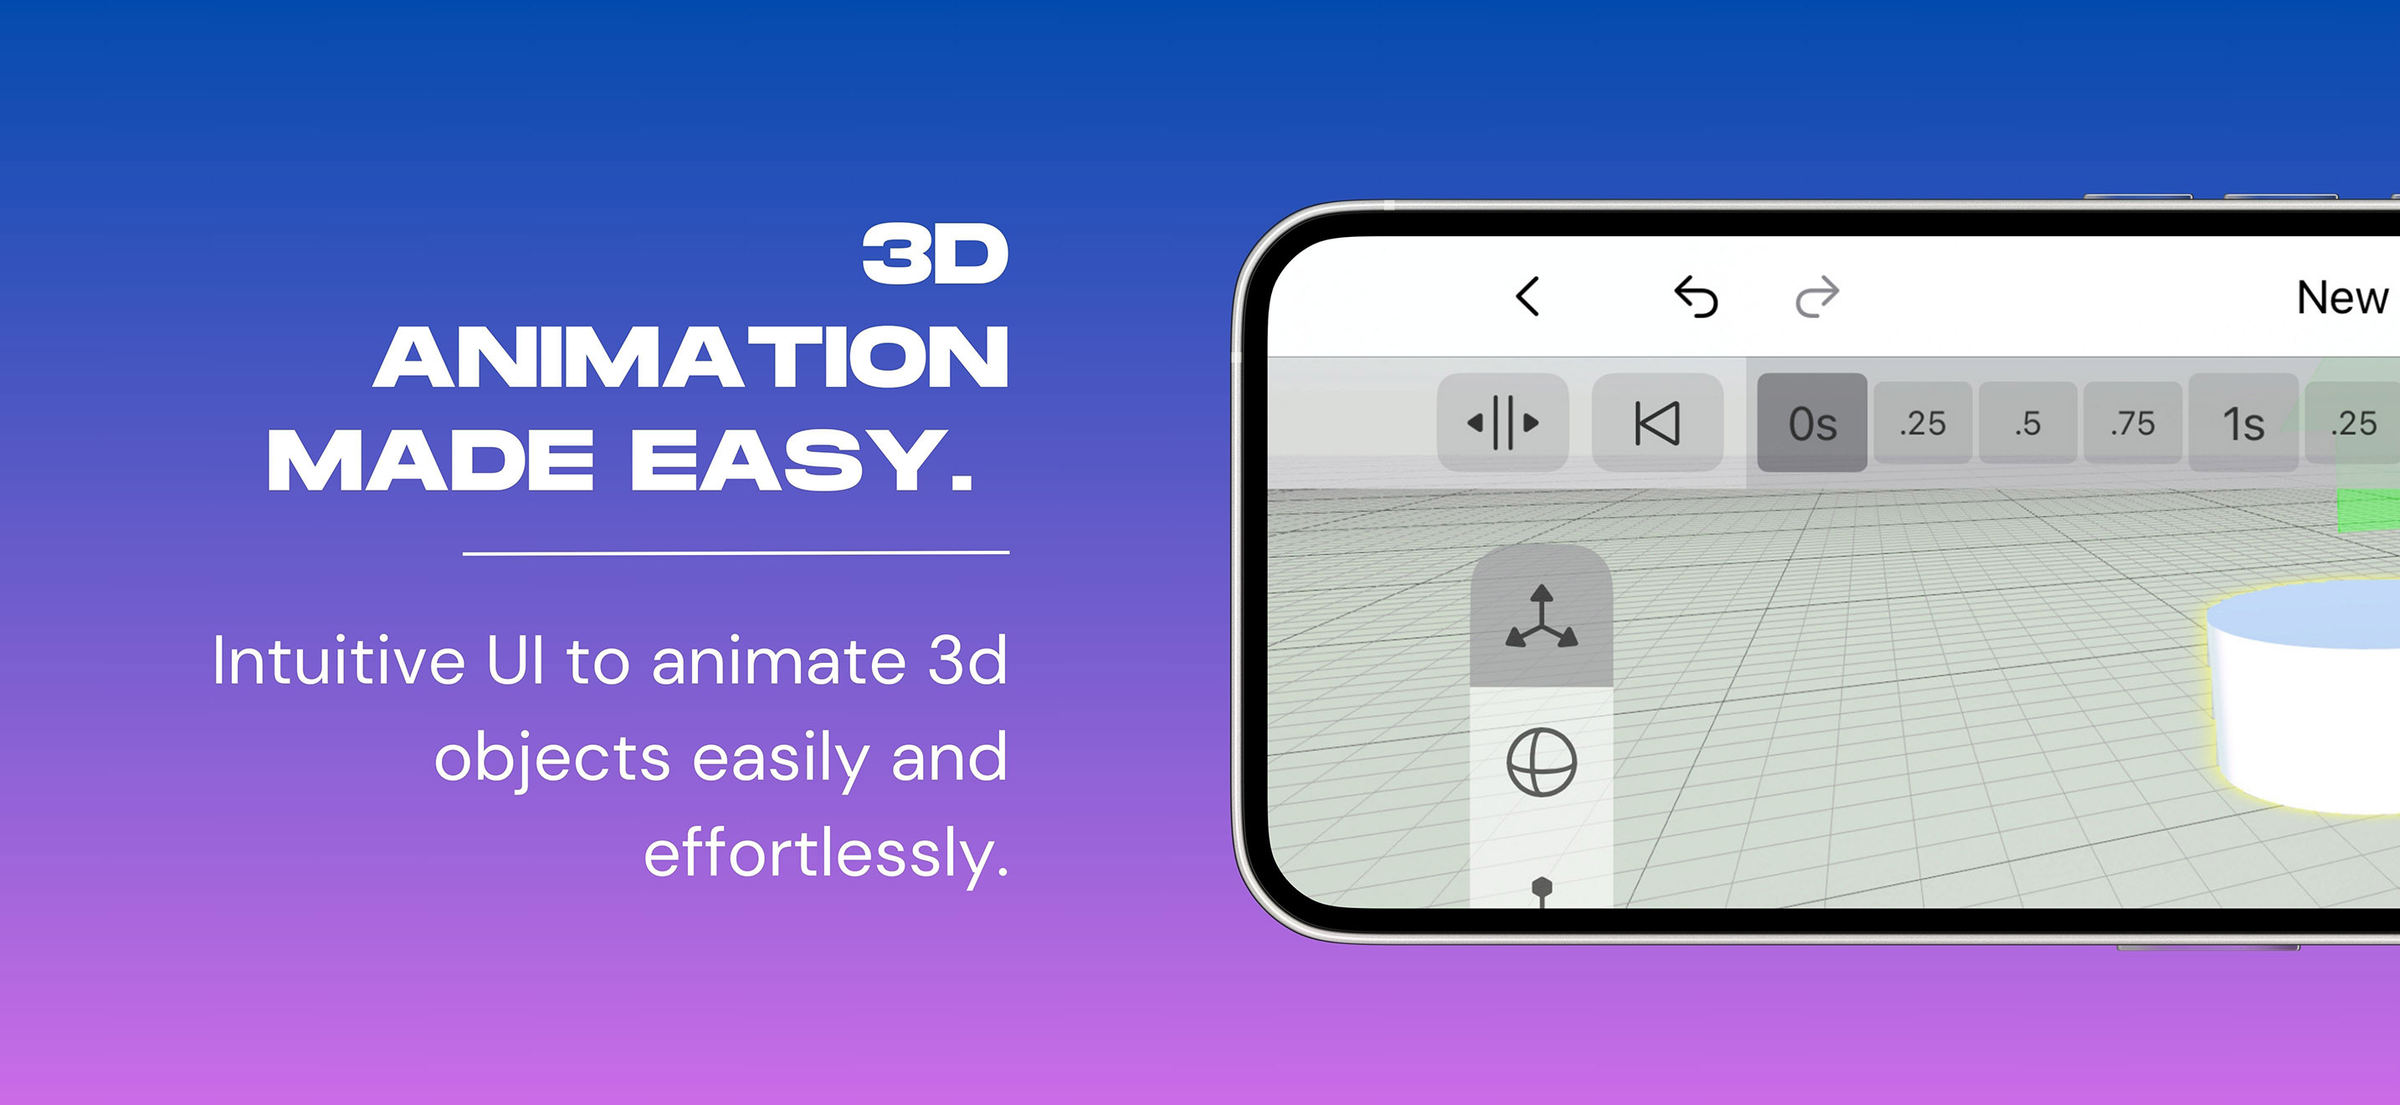 3D
ANIMATION
MADE EASY.
Intuitive UI to animate 3d
objects easily and
effortlessly.
New
0s .25 .5 .75 1s .25